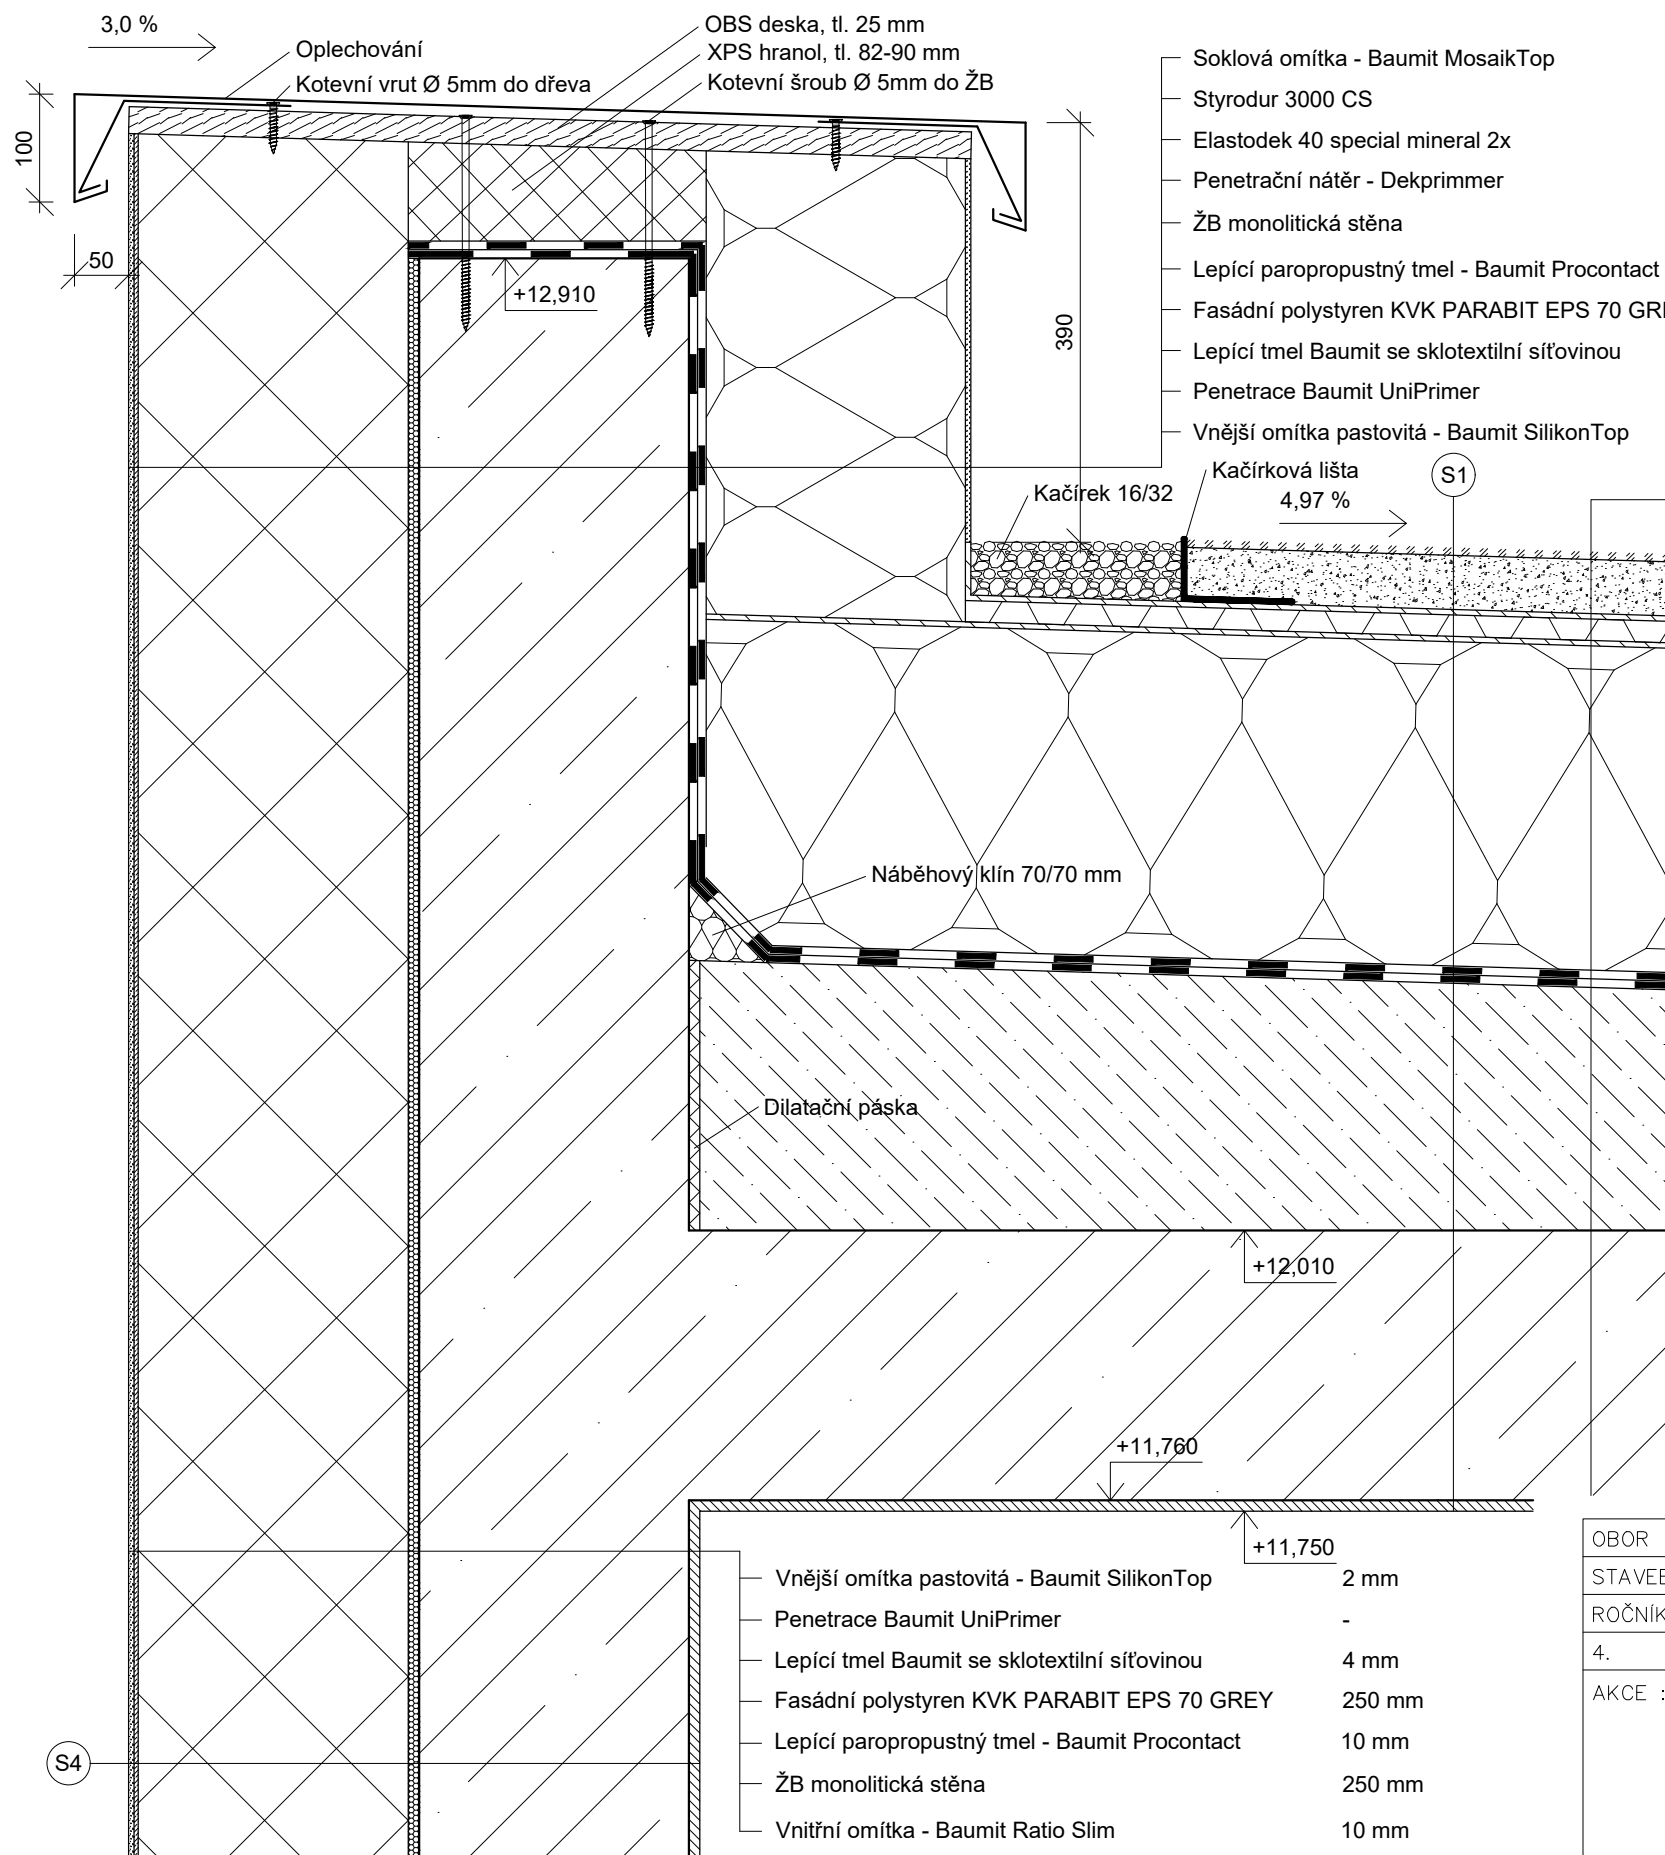 3,0 %
Oplechování
Kotevní vrut Ø 5mm do dřeva
OBS deska, tl. 25 mm
XPS hranol, tl. 82-90 mm
Kotevní šroub Ø 5mm do ŽB
100
50
+12,910
390
Soklová omítka - Baumit MosaikTop
Styrodur 3000 CS
Elastodek 40 special mineral 2x
Penetrační nátěr - Dekprimmer
ŽB monolitická stěna
Lepící paropropustný tmel - Baumit Procontact
Fasádní polystyren KVK PARABIT EPS 70
Lepící tmel Baumit se sklotextilní síťovinou
Penetrace Baumit UniPrimer
Vnější omítka pastovitá - Baumit SilikonTop
Kačírková lišta
S1
Kačírek 16/32
4,97 %
Náběhový klín 70/70 mm
Dilatační páska
+12,010
+11,760
+11,750
Vnější omítka pastovitá - Baumit SilikonTop 2 mm
Penetrace Baumit UniPrimer -
Lepící tmel Baumit se sklotextilní síťovinou 4 mm
Fasádní polystyren KVK PARABIT EPS 70 GREY 250 mm
Lepící paropropustný tmel - Baumit Procontact 10 mm
ŽB monolitická stěna 250 mm
Vnitřní omítka - Baumit Ratio Slim 10 mm
S4
OBOR
ROČNÍK
4.
AKCE :